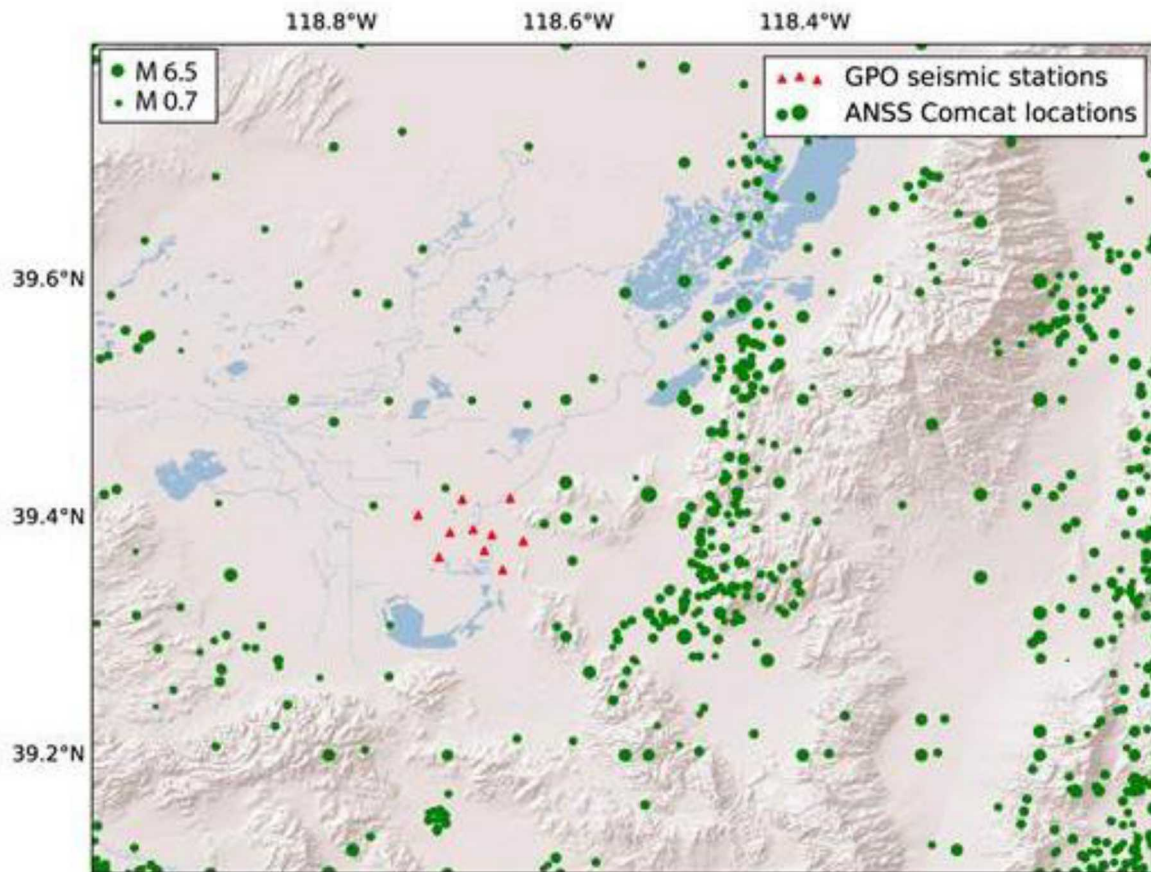 118.8°W 118.6°W 118.4°W
M 6.5
M 0.7
GPO seismic stations
ANSS Comcat locations
39.6°N
39.4°N
39.2°N